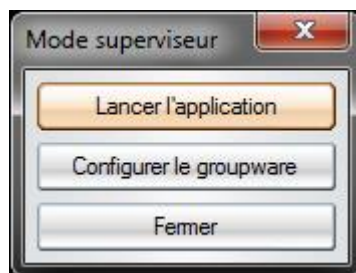 Mode superviseur
Lancer l'application
Configurer le groupware
Fermer